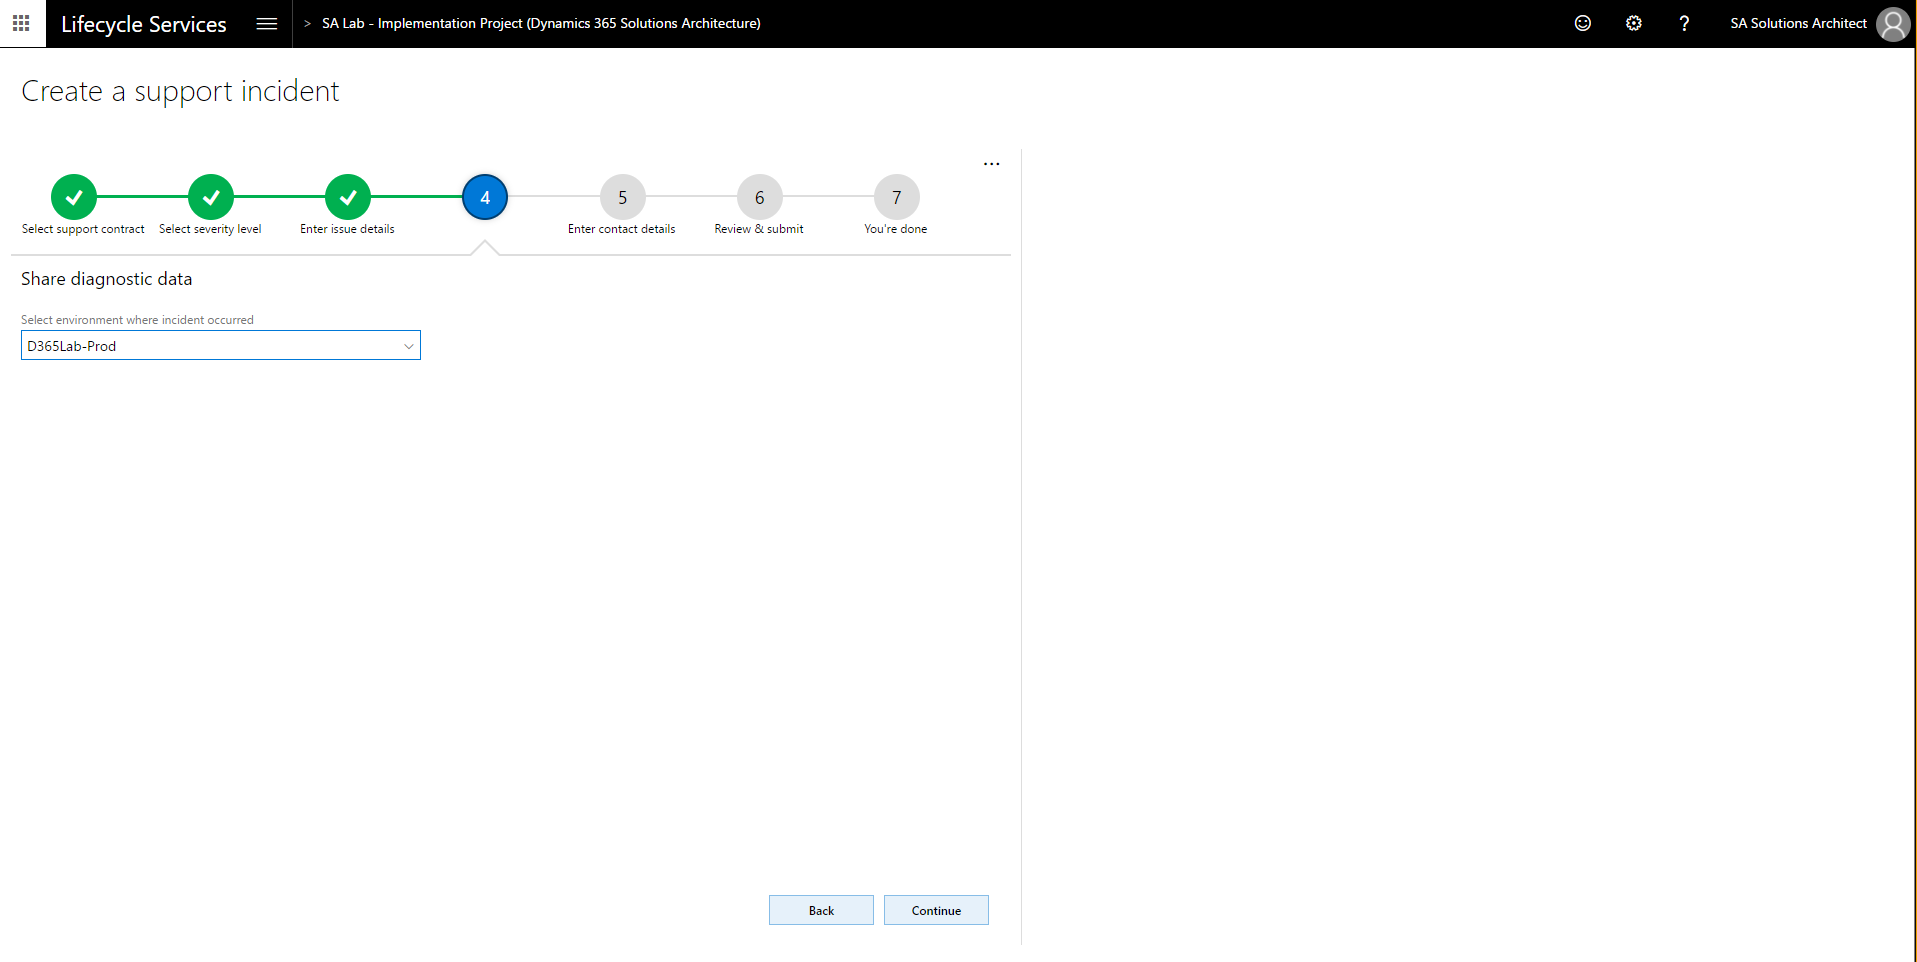 Lifecycle Services > SA Lab - Implementation Project (Dynamics 365 Solutions Architecture) ? SA Solutions Architect
Create a support incident
...
4 5 6 7
Select support contract Select severity level Enter issue details Enter contact details Review & submit You're done
Share diagnostic data
Select environment where incident occurred
D365Lab-Prod
Back Continue